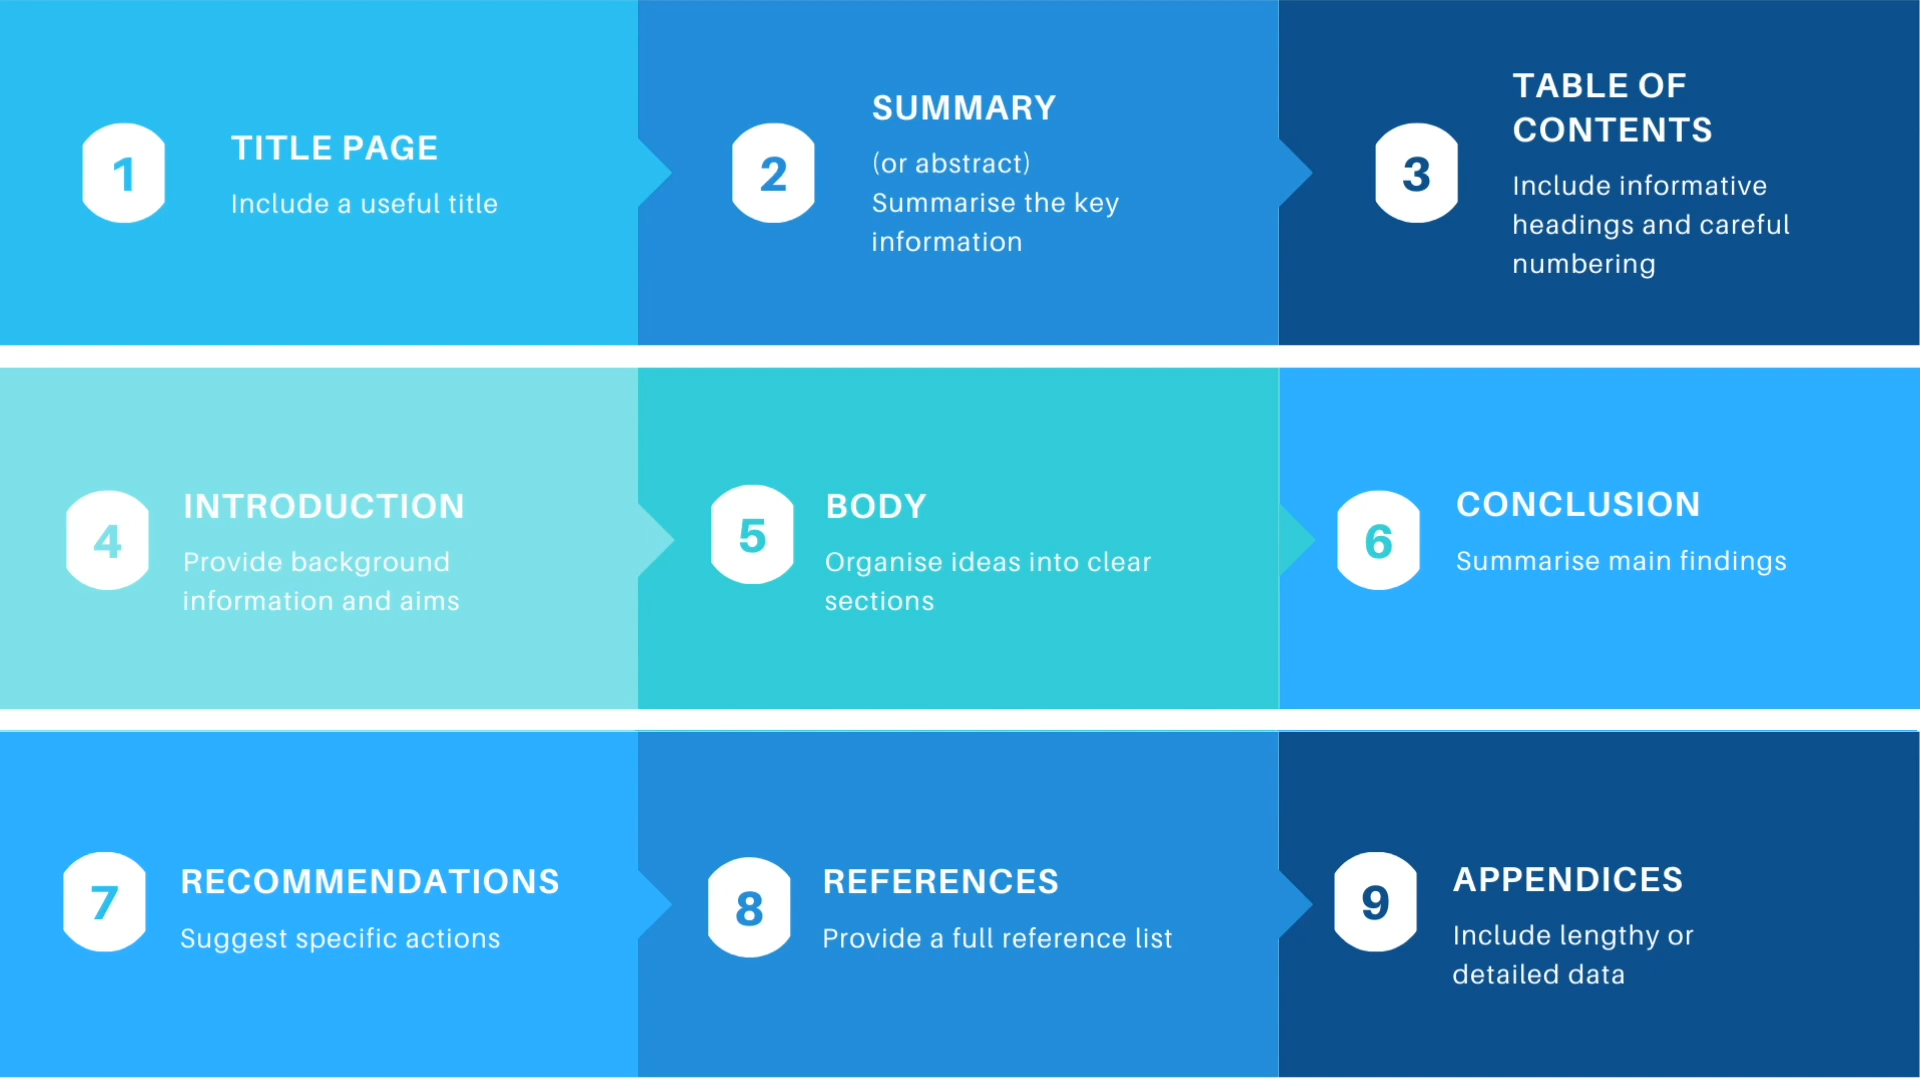 1
TITLE PAGE
Include a useful title
2
SUMMARY
(or abstract)
Summarise the key
information
3
TABLE OF
CONTENTS
Include informative
headings and careful
numbering
4
INTRODUCTION
Provide background
information and aims
5
BODY
Organise ideas into clear
sections
6
CONCLUSION
Summarise main findings
7
RECOMMENDATIONS
Suggest specific actions
8
REFERENCES
Provide a full reference list
9
APPENDICES
Include lengthy or
detailed data